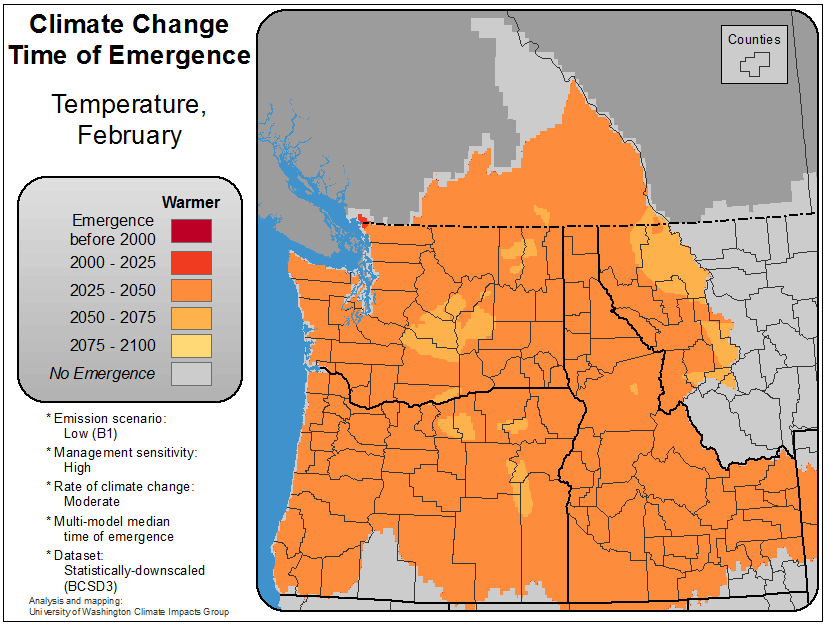 Climate Change
Time of Emergence
Temperature,
February
Warmer
Emergence
before 2000
2000 - 2025
2025 - 2050
2050 - 2075
2075 - 2100
No Emergence
* Emission scenario:
Low (B1)
* Management sensitivity:
High
* Rate of climate change:
Moderate
* Multi-model median
time of emergence
* Dataset:
Statistically-downscaled
(BCSD3)
Analysis and mapping:
University of Washington Climate Impacts Group
Counties